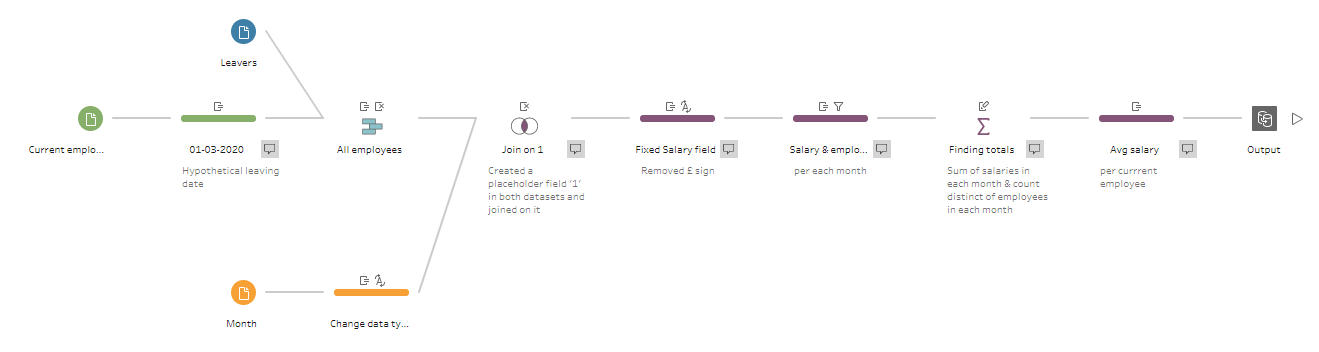 Leavers
Current emplo...
01-03-2020
Hypothetical leaving
date
All employees
Join on 1
Created a
placeholder field '1'
in both datasets and
joined on it
Fixed Salary field
Removed £ sign
Salary & emplo...
per each month
Finding totals
Sum of salaries in
each month & count
distinct of employees
in each month
Avg salary
per currrent
employee
Output
Month
Change data ty...